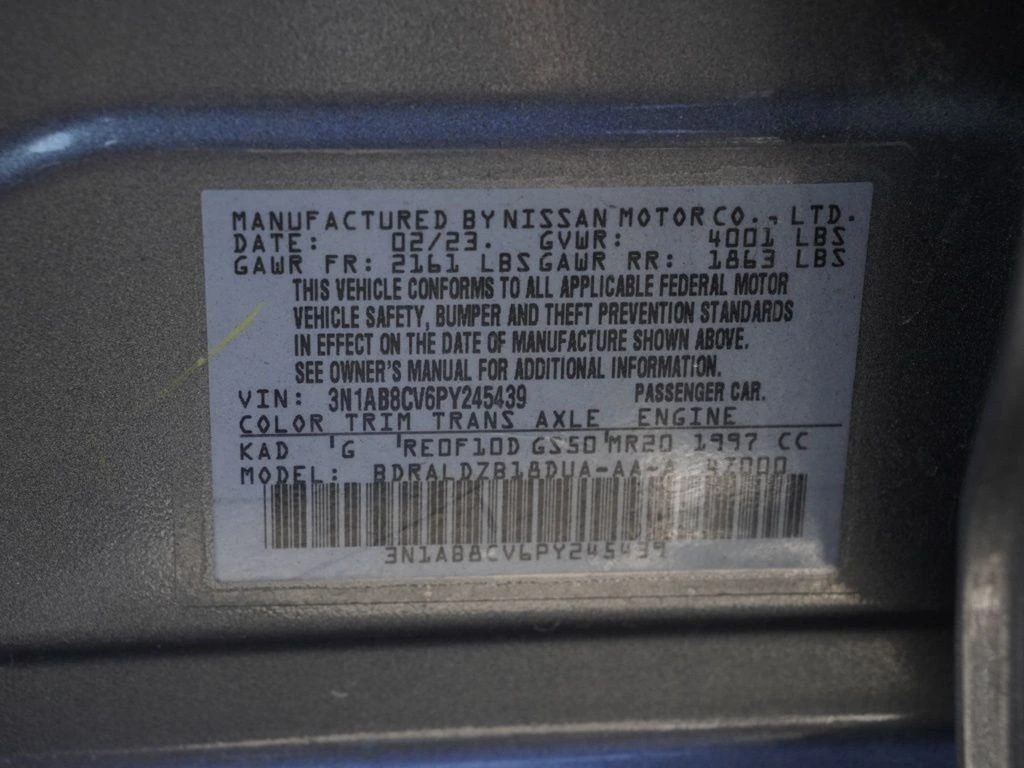 MANUFACTURED BY NISSAN MOTOR CO., LTD.
DATE: 02/23. GVWR: 4001 LBS
GAWR FR: 2161 LBS GAWR RR: 1863 LBS
THIS VEHICLE CONFORMS TO ALL APPLICABLE FEDERAL MOTOR
VEHICLE SAFETY, BUMPER AND THEFT PREVENTION STANDARDS
IN EFFECT ON THE DATE OF MANUFACTURE SHOWN ABOVE.
SEE OWNER'S MANUAL FOR ADDITIONAL INFORMATION.
VIN: 3N1AB8CV6PY245439 PASSENGER CAR.
COLOR TRIM TRANS AXLE ENGINE
KAD G RE0F10D GS50 MR20 1997 CC
MODEL:
3N1AB8CV6PY245439